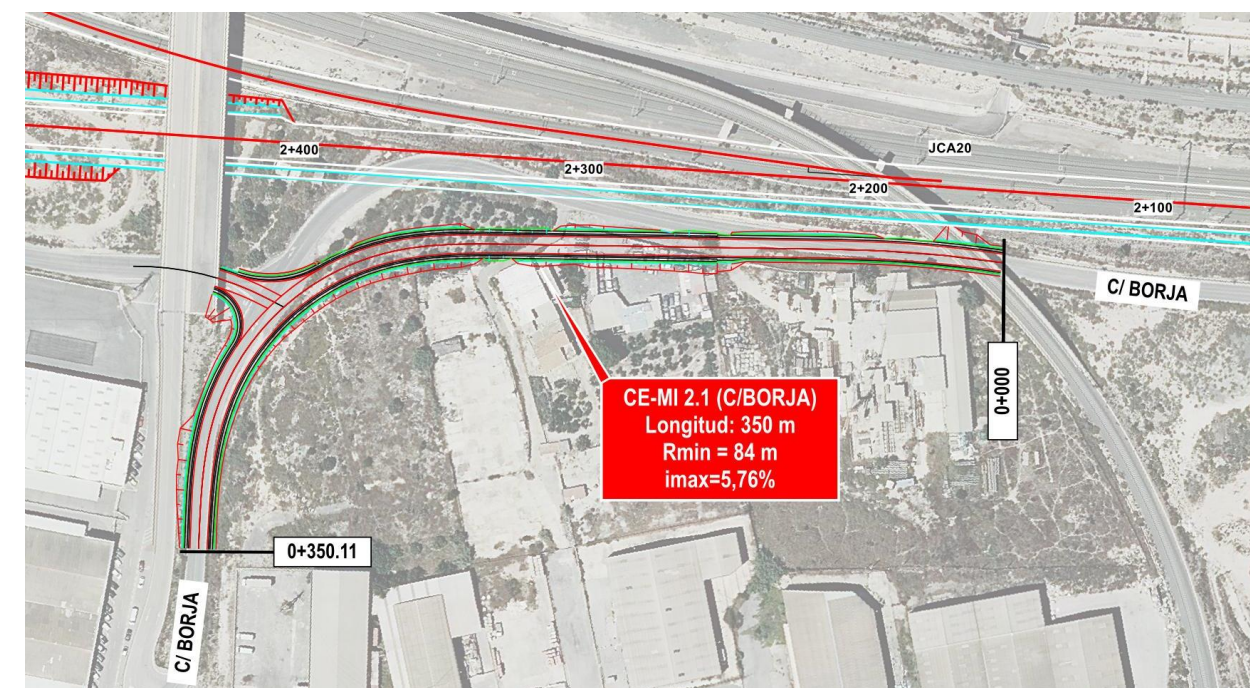 JCA20
2+400
2+300
2+200
2+100
C/ BORJA
0+000
CE-MI 2.1 (C/BORJA)
Longitud: 350 m
Rmin = 84 m
imax=5,76%
0+350.11
C/ BORJA